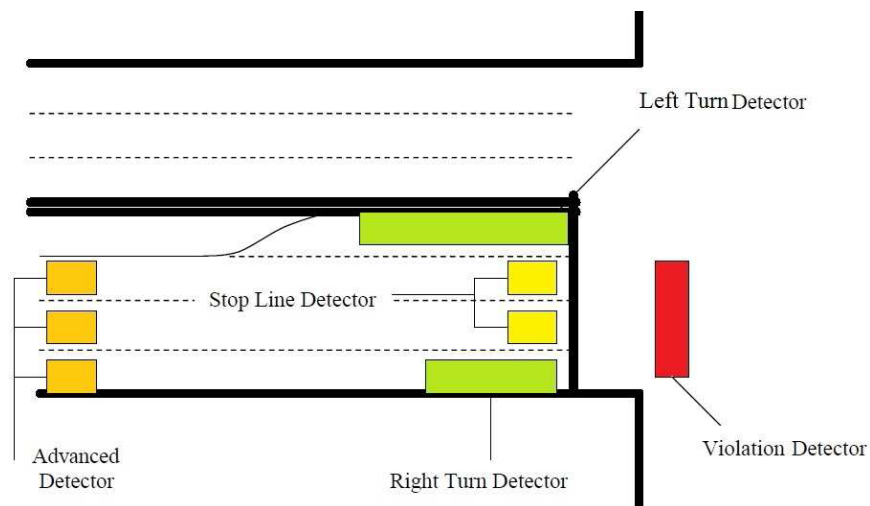 Left Turn Detector
Stop Line Detector
Advanced
Detector
Right Turn Detector
Violation Detector